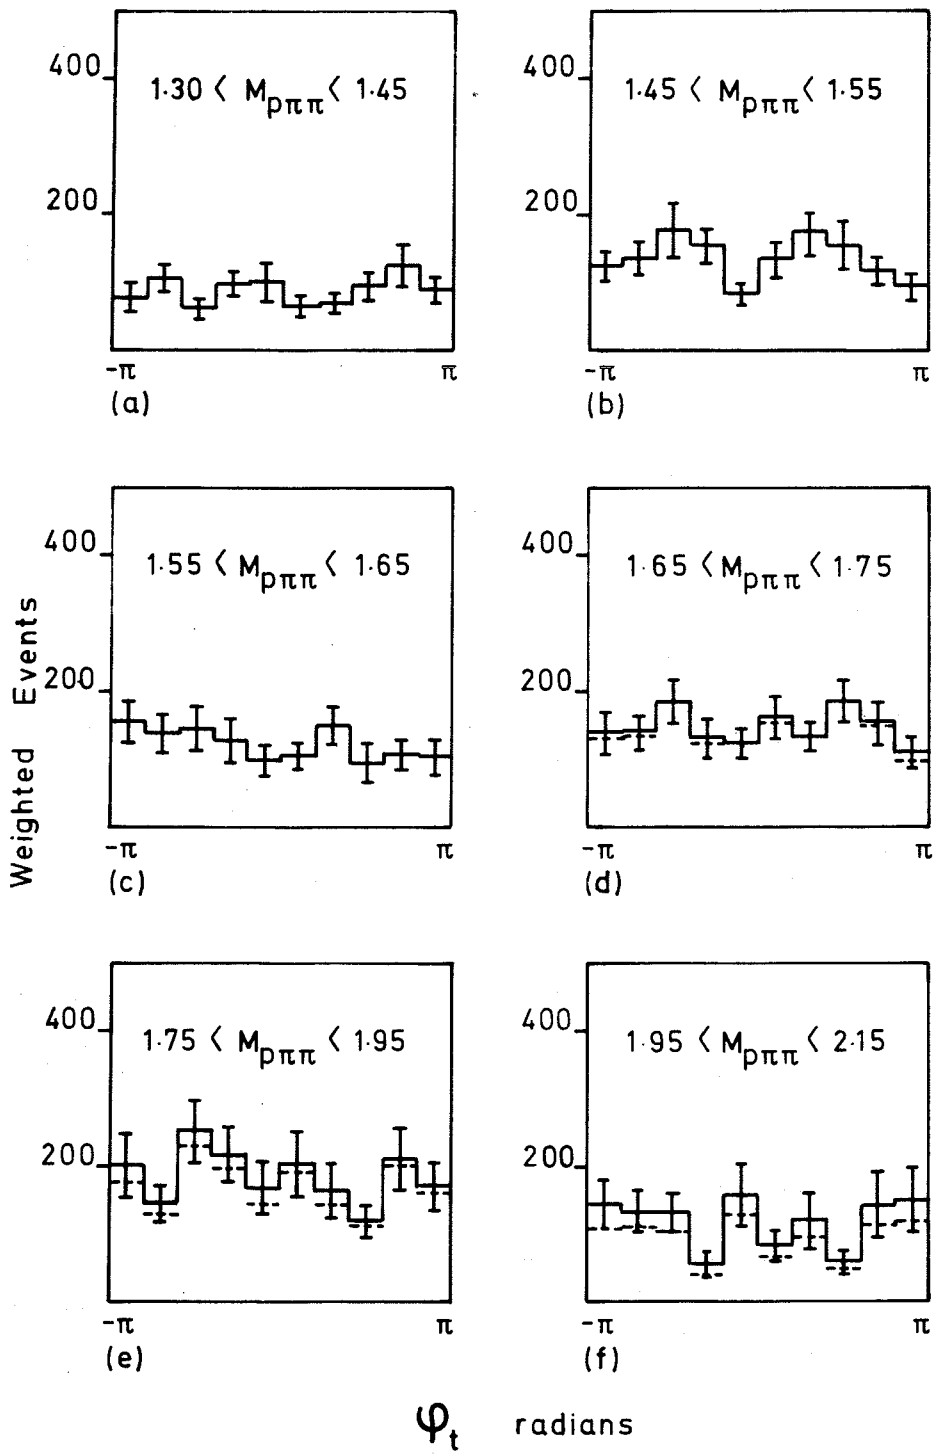 400
200
1·30 < Mpππ < 1·45
-π
π
(a)
400
200
1·45 < Mpππ < 1·55
-π
π
(b)
Weighted Events
400
200
1·55 < Mpππ < 1·65
-π
π
(c)
400
200
1·65 < Mpππ < 1·75
-π
π
(d)
400
200
1·75 < Mpππ < 1·95
-π
π
(e)
400
200
1·95 < Mpππ < 2·15
-π
π
(f)
φt radians